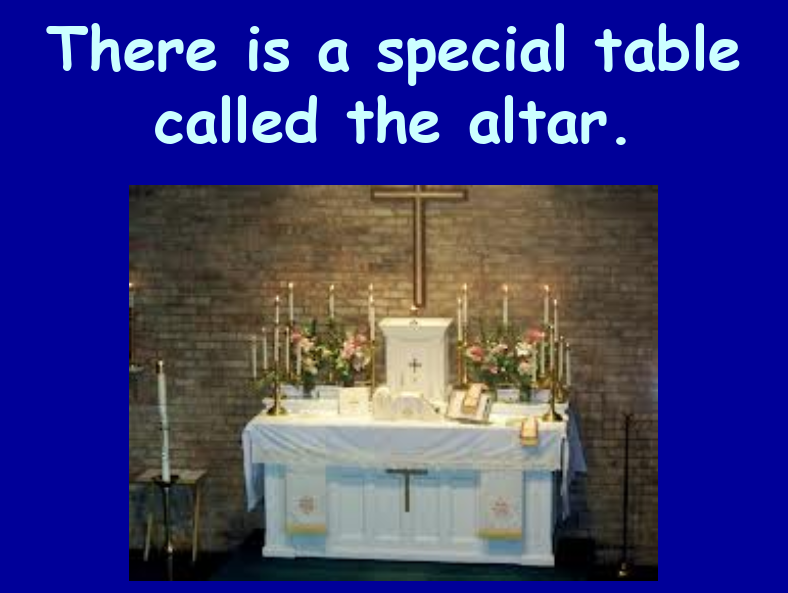 There is a special table
called the altar.